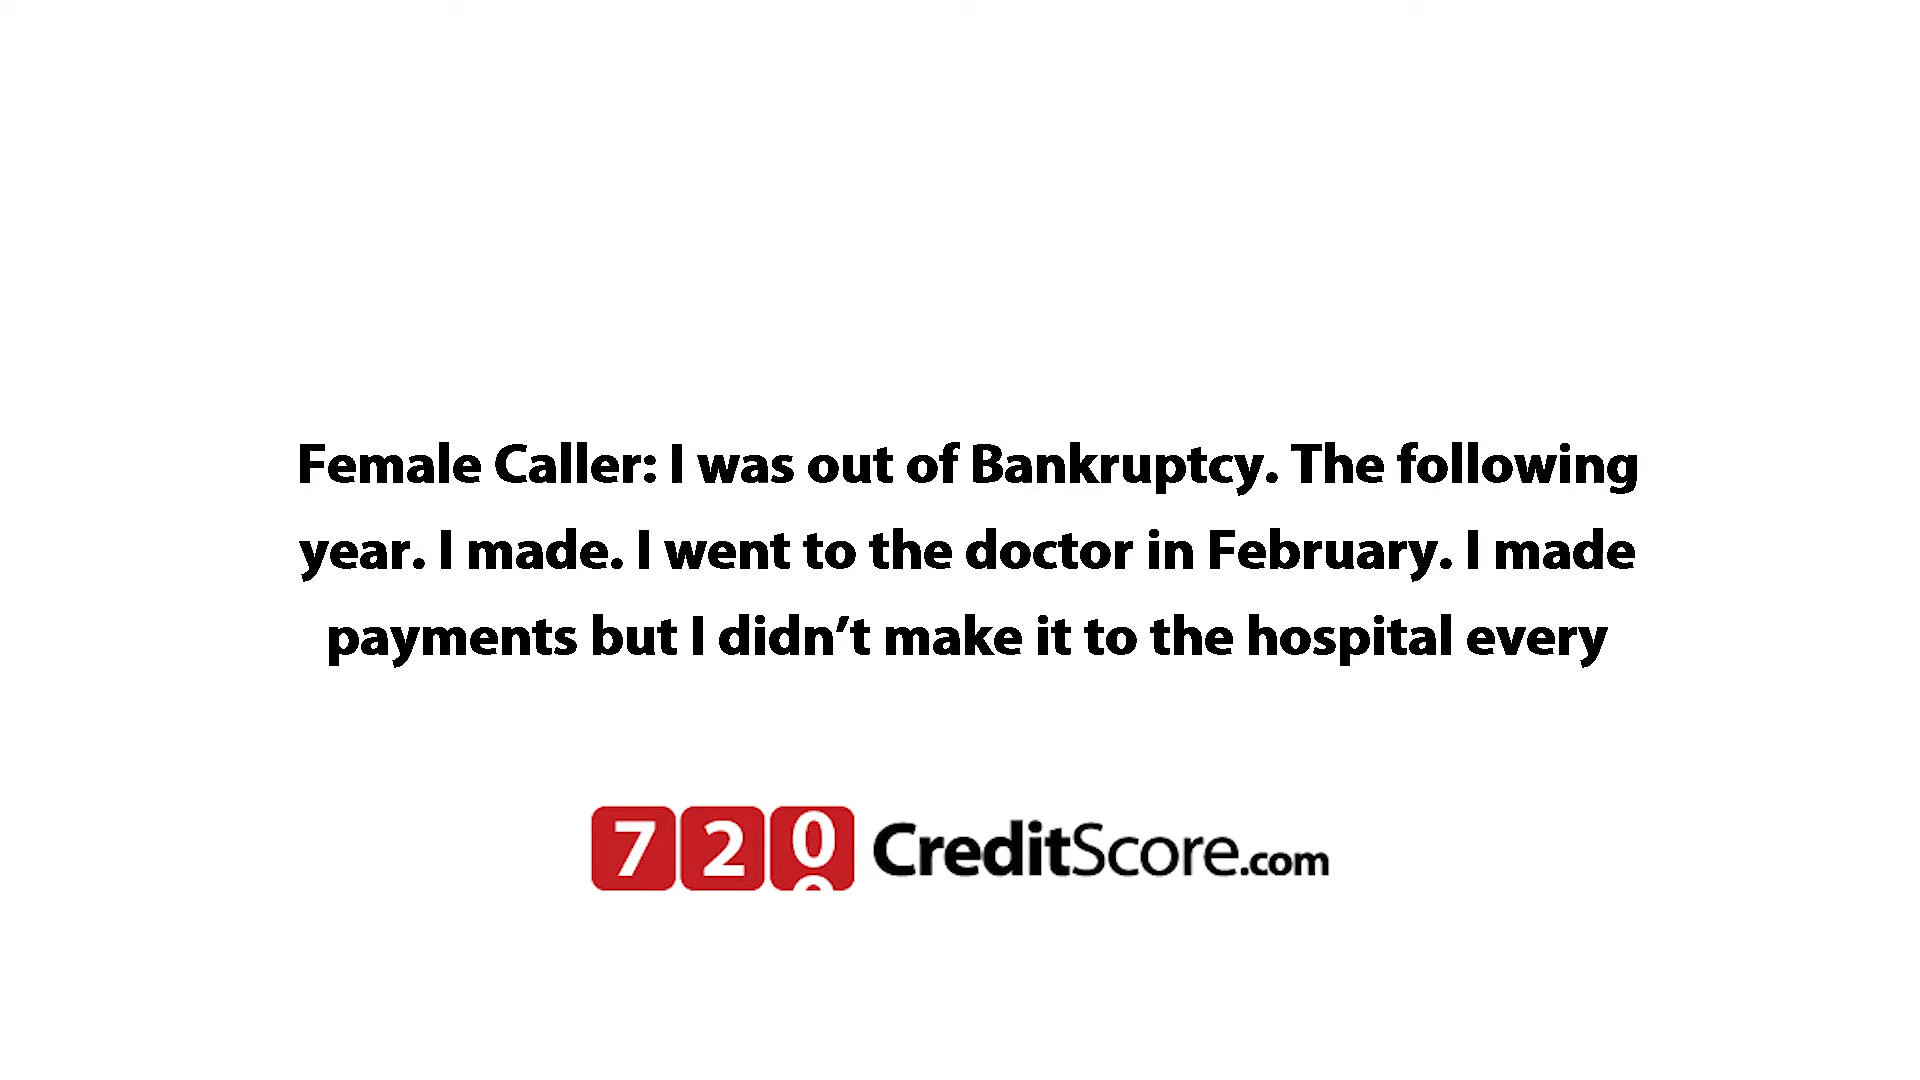 Female Caller: I was out of Bankruptcy. The following
year. I made. I went to the doctor in February. I made
payments but I didn’t make it to the hospital every
720 CreditScore.com